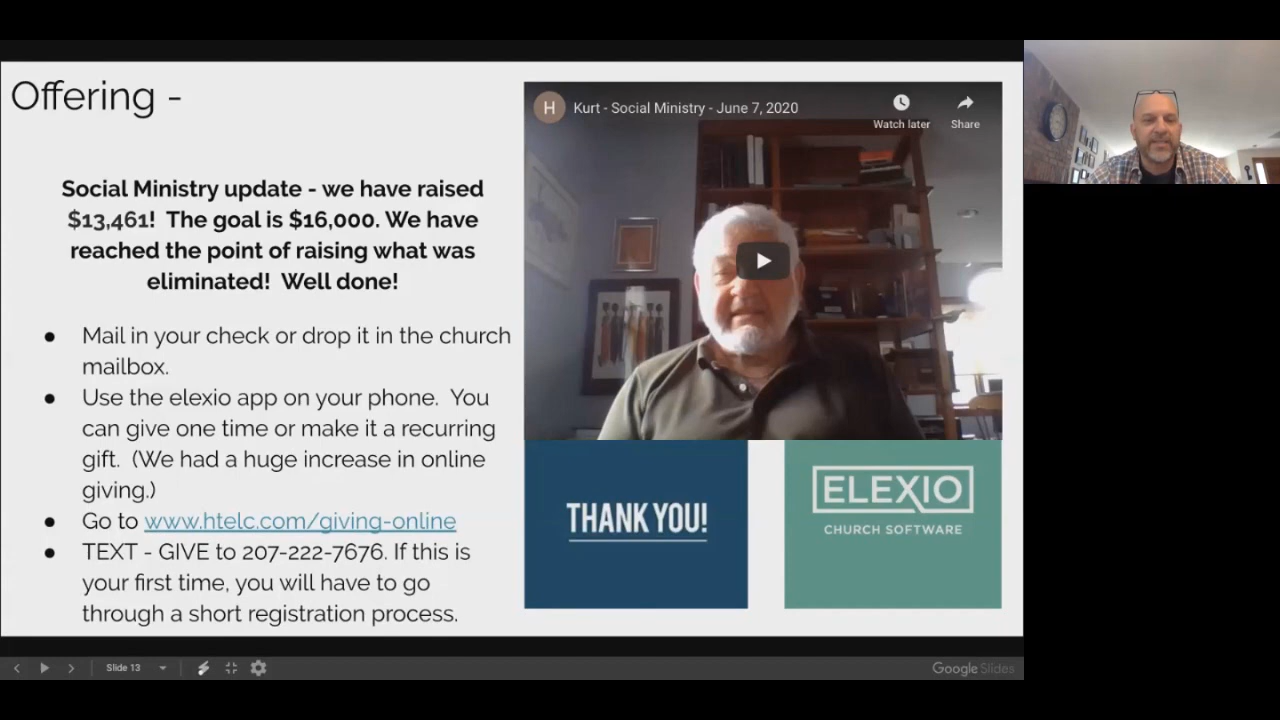 Offering -
Social Ministry update - we have raised
$13,461!  The goal is $16,000. We have
reached the point of raising what was
eliminated!  Well done!
● Mail in your check or drop it in the church
mailbox.
● Use the elexio app on your phone.  You
can give one time or make it a recurring
gift.  (We had a huge increase in online
giving.)
● Go to www.htelc.com/giving-online
● TEXT - GIVE to 207-222-7676. If this is
your first time, you will have to go
through a short registration process.
H Kurt - Social Ministry - June 7, 2020
Watch later Share
THANK YOU!
ELEXIO
CHURCH SOFTWARE
Slide 13
Google Slides